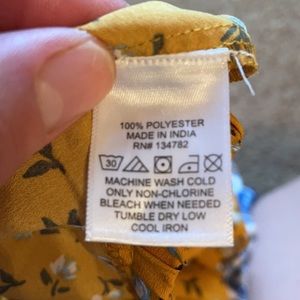 100% POLYESTER
MADE IN INDIA
RN# 134782
30
MACHINE WASH COLD
ONLY NON-CHLORINE
BLEACH WHEN NEEDED
TUMBLE DRY LOW
COOL IRON